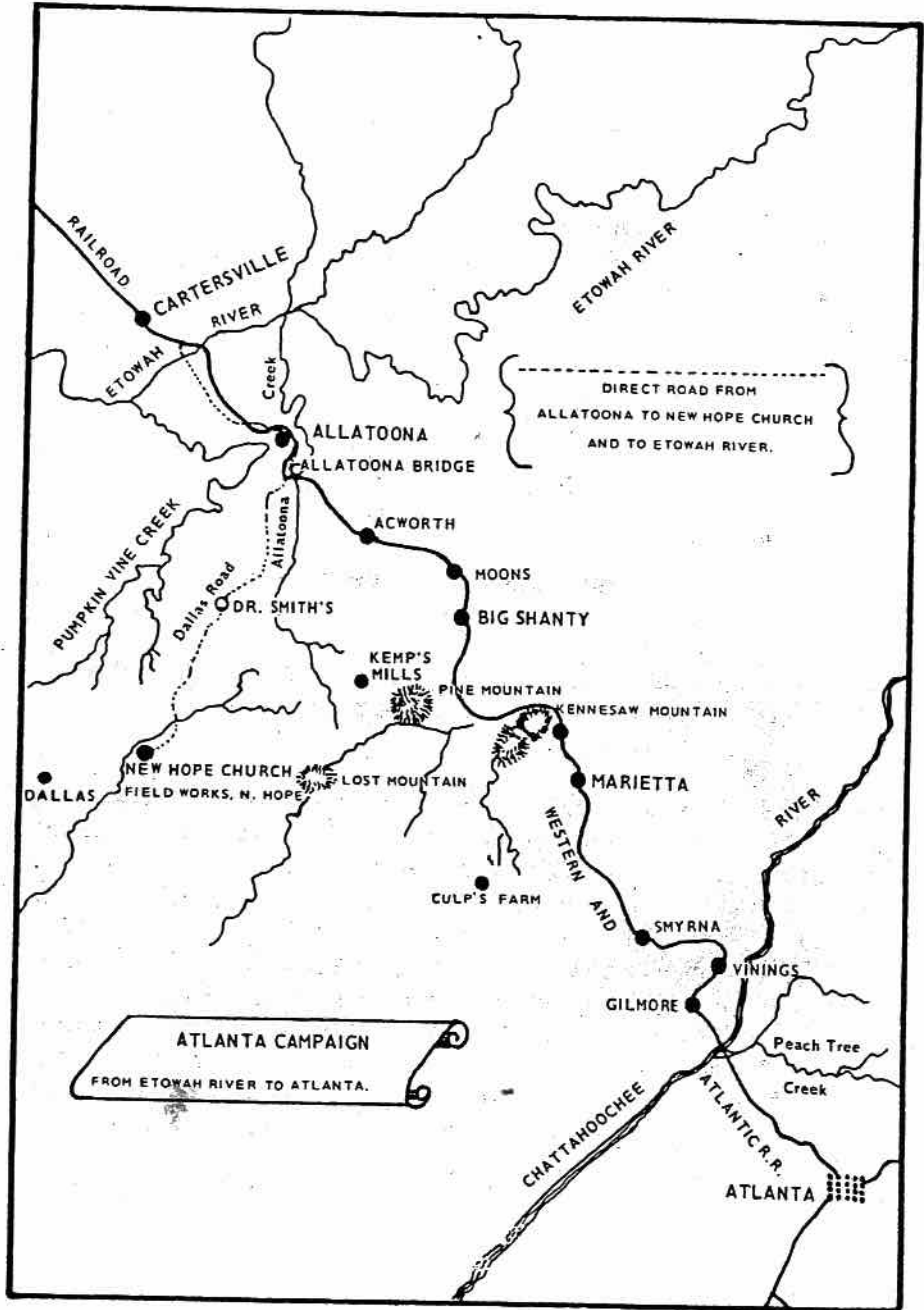 RAILROAD
CARTERSVILLE
ETOWAH RIVER
ETOWAH RIVER
Creek
DIRECT ROAD FROM
ALLATOONA TO NEW HOPE CHURCH
AND TO ETOWAH RIVER.
ALLATOONA
ALLATOONA BRIDGE
Allatoona
PUMPKIN VINE CREEK
ACWORTH
MOONS
Dallas Road
DR. SMITH'S
BIG SHANTY
KEMP'S
MILLS
PINE MOUNTAIN
KENNESAW MOUNTAIN
NEW HOPE CHURCH
FIELD WORKS, N. HOPE
LOST MOUNTAIN
DALLAS
MARIETTA
RIVER
WESTERN AND
CULP'S FARM
SMYRNA
VININGS
GILMORE
Peach Tree
Creek
ATLANTA CAMPAIGN
FROM ETOWAH RIVER TO ATLANTA.
CHATTAHOOCHEE
ATLANTIC R.R.
ATLANTA